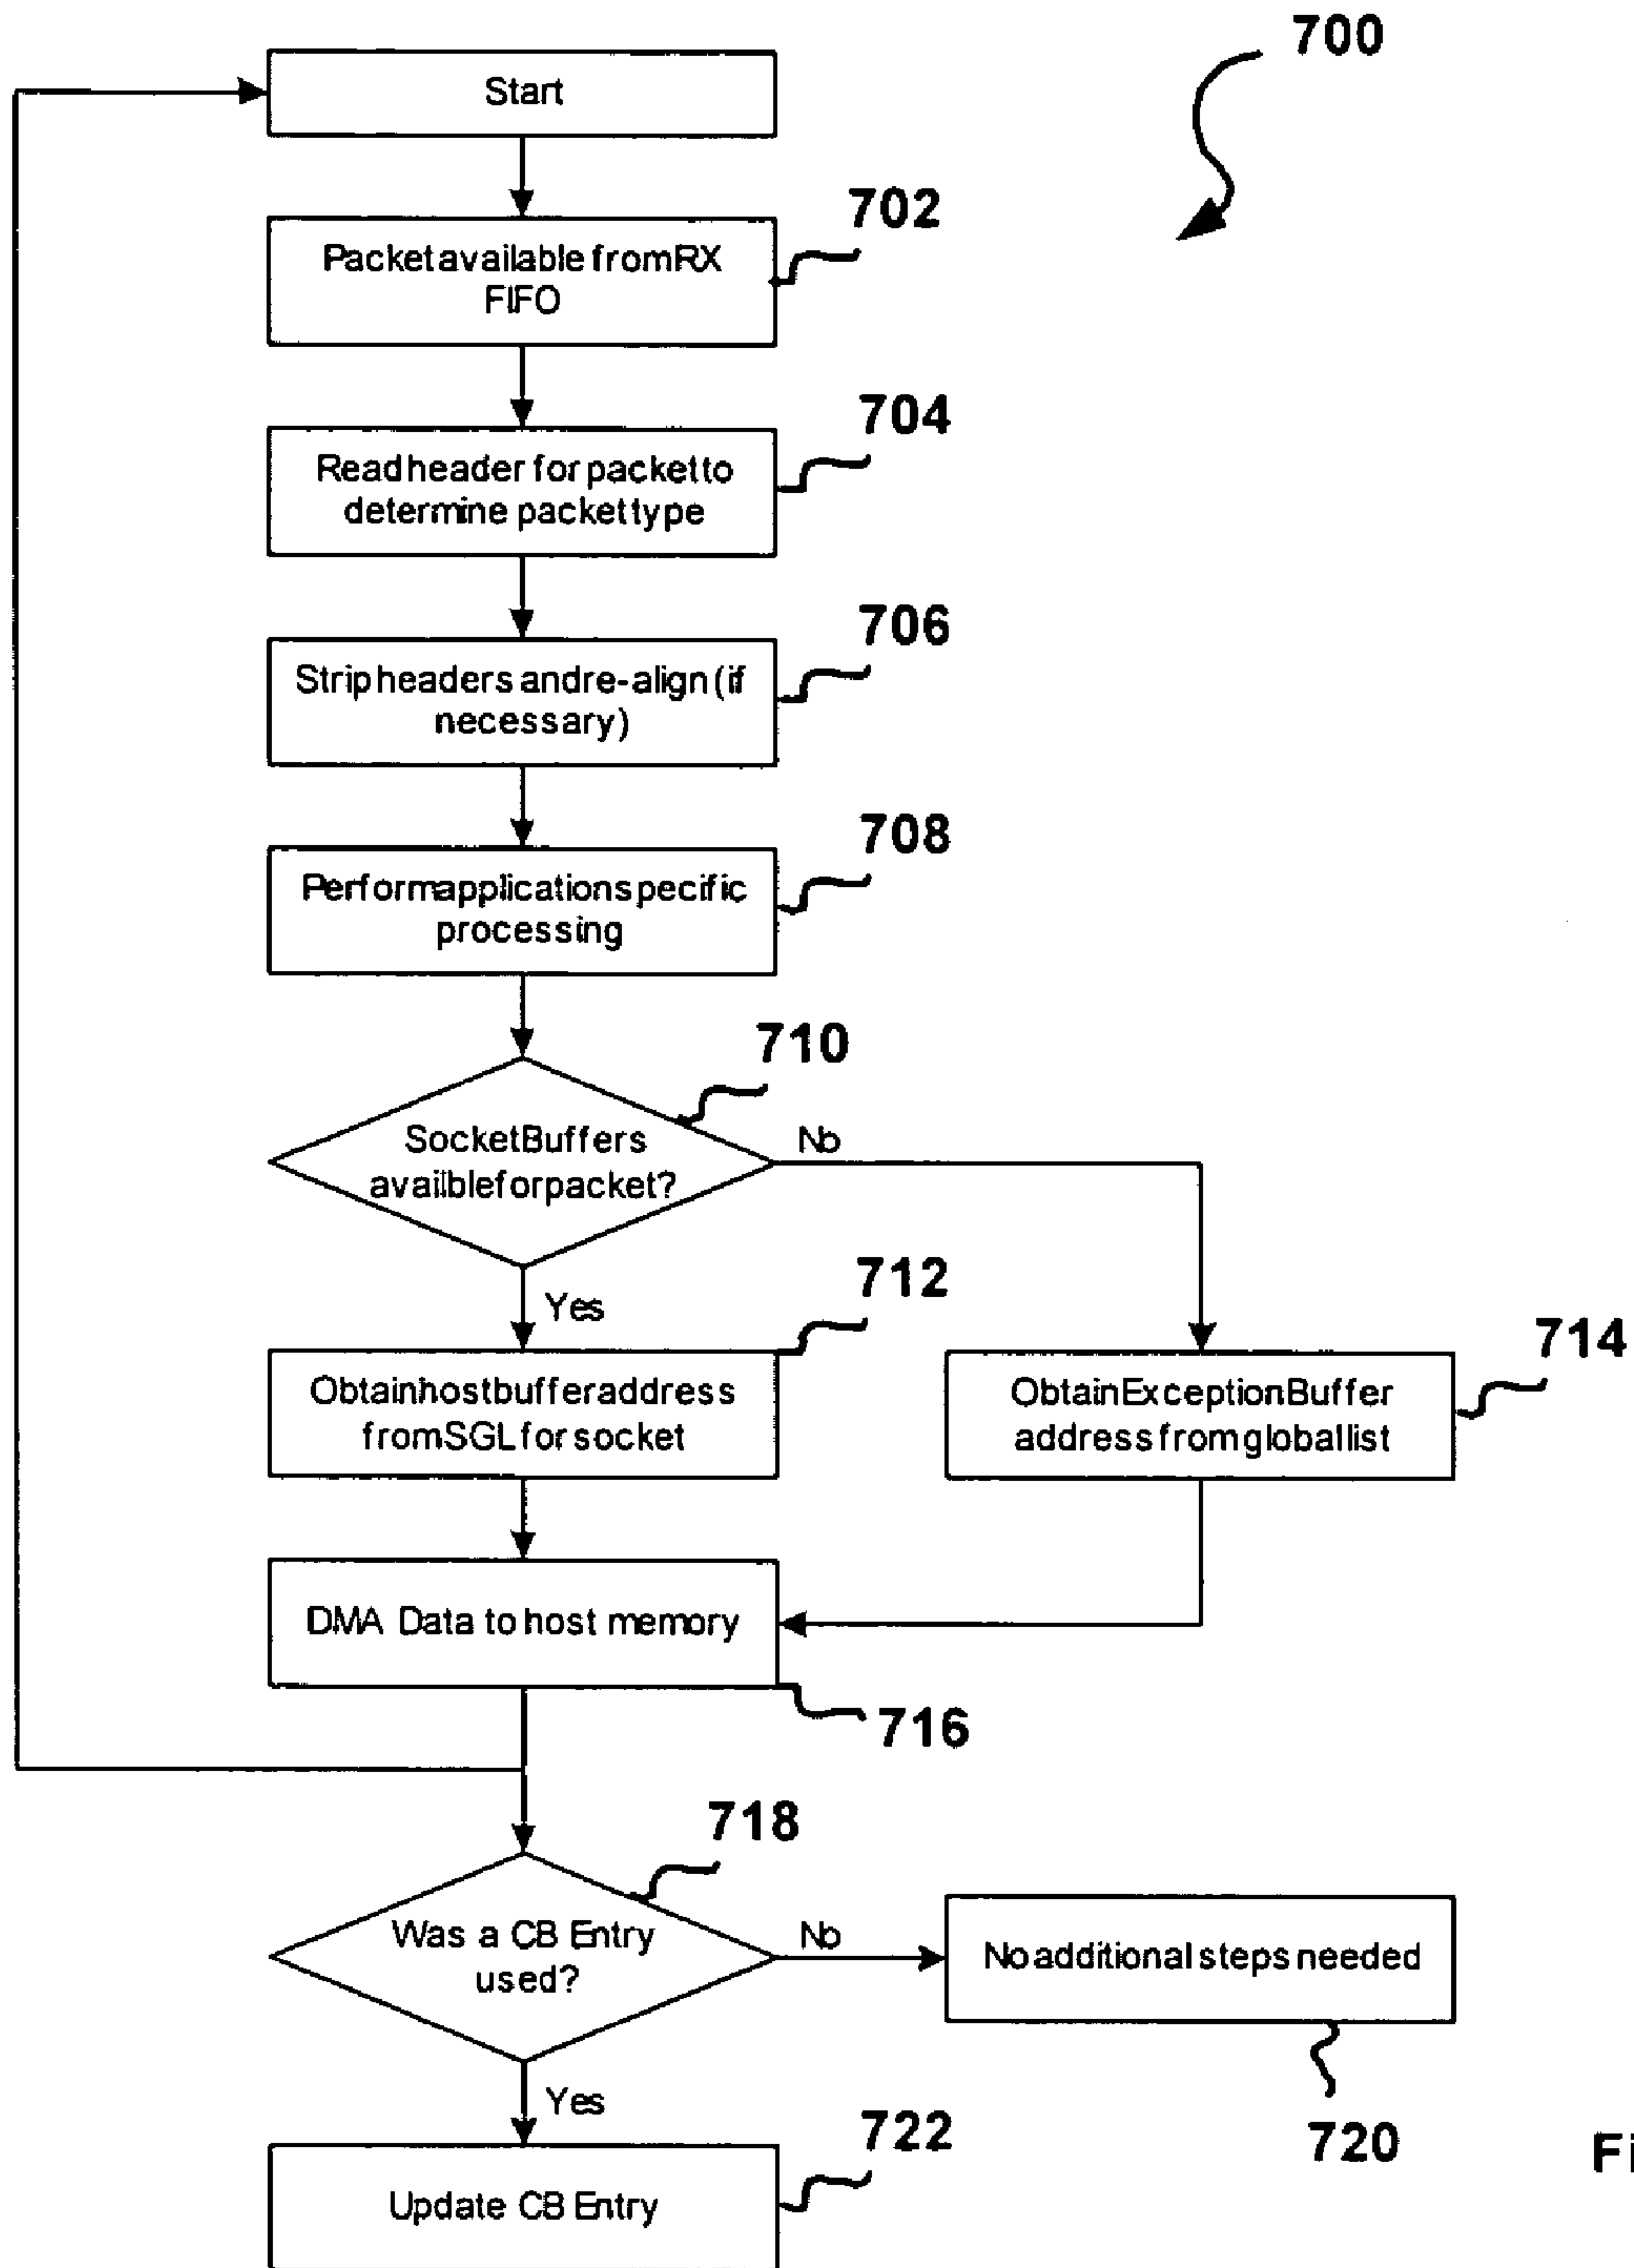 700
Start
702
Packet available from RX
FIFO
704
Read header for packet to
determine packet type
706
Strip headers and re-align (if
necessary)
708
Perform application specific
processing
710
Socket Buffers
availble for packet?
No
Yes
712
Obtain host buffer address
from SGL for socket
714
Obtain Exception Buffer
address from global list
DMA Data to host memory
716
718
Was a CB Entry
used?
No
No additional steps needed
720
Yes
722
Update CB Entry
Fi